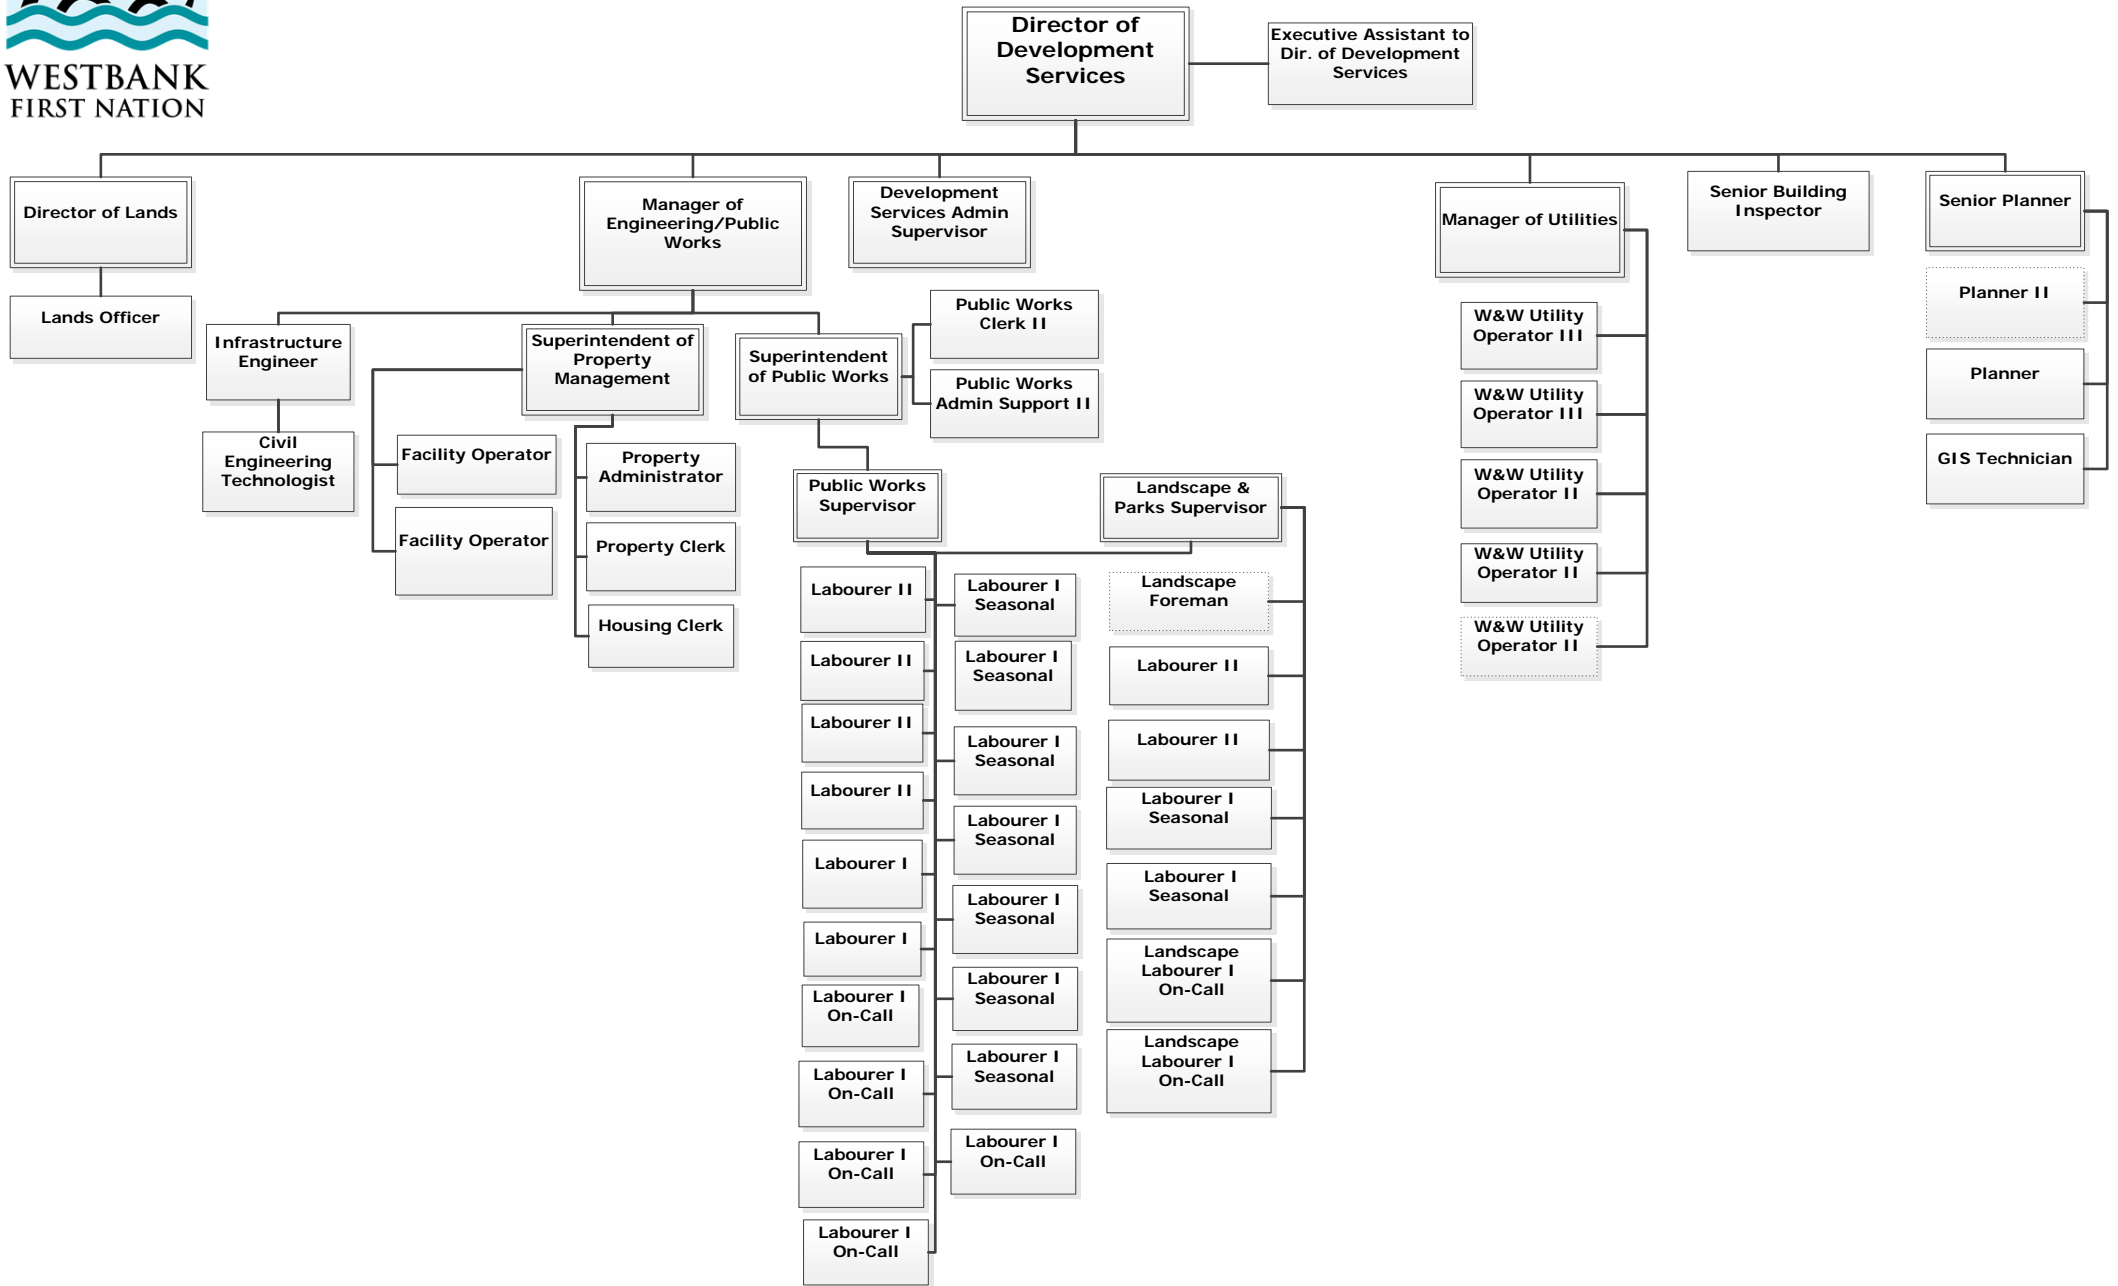 WESTBANK
FIRST NATION
Director of
Development
Services
Executive Assistant to
Dir. of Development
Services
Director of Lands
Lands Officer
Manager of
Engineering/Public
Works
Development
Services Admin
Supervisor
Manager of Utilities
Senior Building
Inspector
Senior Planner
Infrastructure
Engineer
Civil
Engineering
Technologist
Superintendent of
Property
Management
Facility Operator
Facility Operator
Property
Administrator
Property Clerk
Housing Clerk
Superintendent
of Public Works
Public Works
Clerk II
Public Works
Admin Support II
Public Works
Supervisor
Labourer II
Labourer II
Labourer II
Labourer II
Labourer I
Labourer I
Labourer I
On-Call
Labourer I
On-Call
Labourer I
On-Call
Labourer I
On-Call
Labourer I
Seasonal
Labourer I
Seasonal
Labourer I
Seasonal
Labourer I
Seasonal
Labourer I
Seasonal
Labourer I
Seasonal
Labourer I
Seasonal
Labourer I
On-Call
Landscape &
Parks Supervisor
Landscape
Foreman
Labourer II
Labourer II
Labourer I
Seasonal
Labourer I
Seasonal
Landscape
Labourer I
On-Call
Landscape
Labourer I
On-Call
W&W Utility
Operator III
W&W Utility
Operator III
W&W Utility
Operator II
W&W Utility
Operator II
W&W Utility
Operator II
Planner II
Planner
GIS Technician